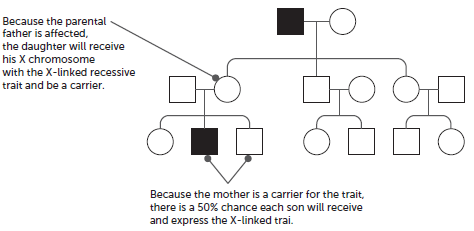 Because the parental
father is affected,
the daughter will receive
his X chromosome
with the X-linked recessive
trait and be a carrier.
Because the mother is a carrier for the trait,
there is a 50% chance each son will receive
and express the X-linked trai.